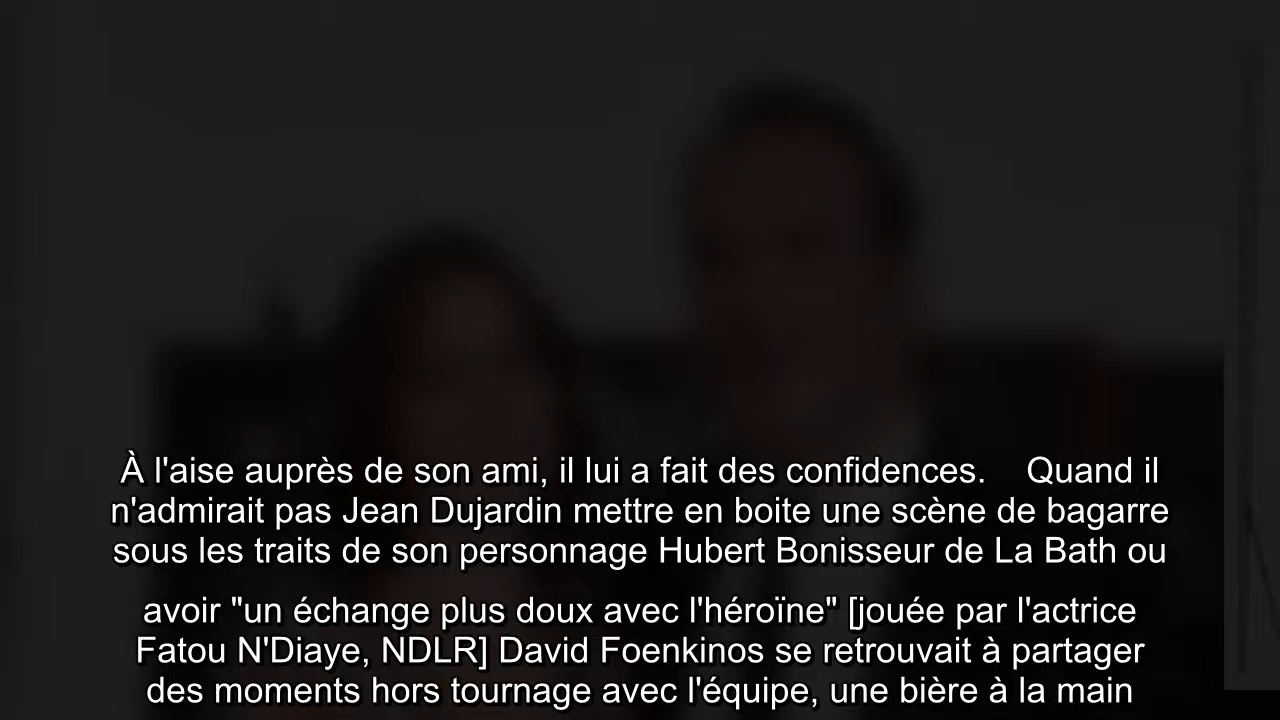 À l'aise auprès de son ami, il lui a fait des confidences.    Quand il
n'admirait pas Jean Dujardin mettre en boite une scène de bagarre
sous les traits de son personnage Hubert Bonisseur de La Bath ou
avoir "un échange plus doux avec l'héroïne" [jouée par l'actrice
Fatou N'Diaye, NDLR] David Foenkinos se retrouvait à partager
des moments hors tournage avec l'équipe, une bière à la main